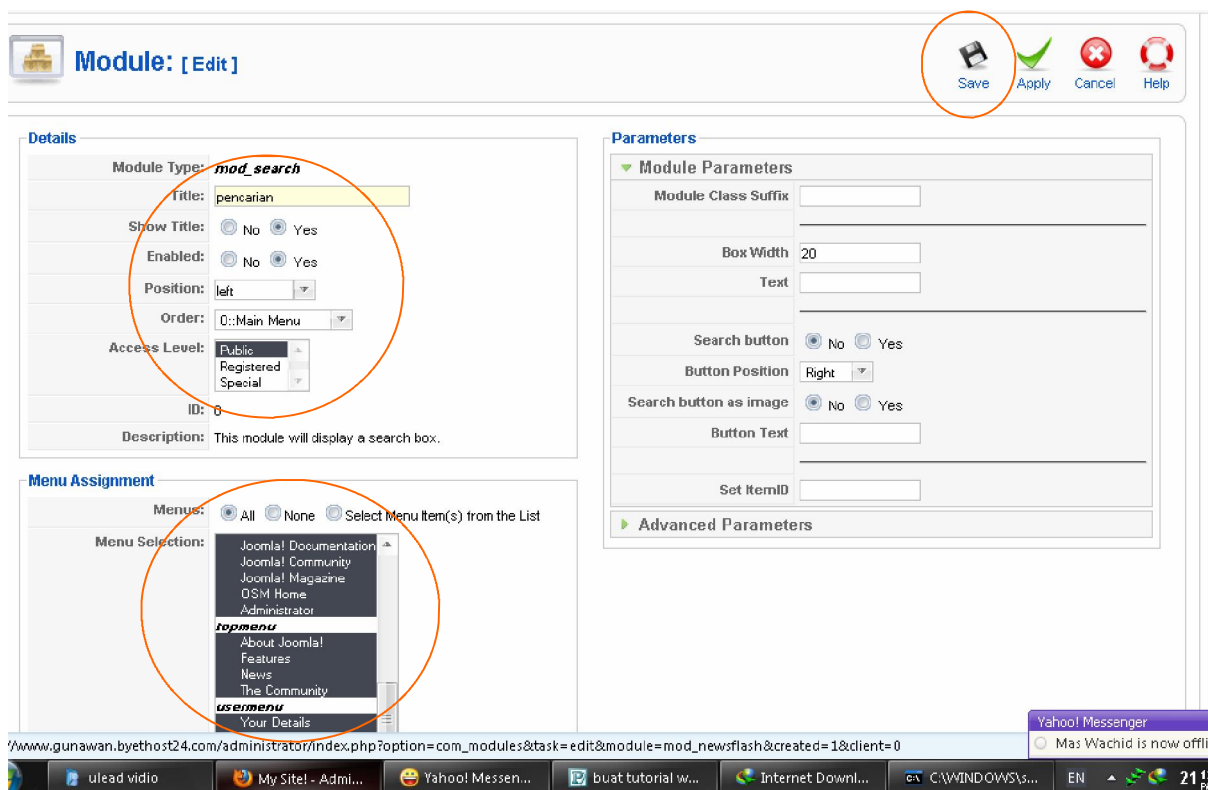 Module: [ Edit ]
Save Apply Cancel Help
Details
Module Type: mod_search
Title: pencarian
Show Title: No Yes
Enabled: No Yes
Position: left
Order: 0::Main Menu
Access Level: Public
Registered
Special
ID: 0
Description: This module will display a search box.
Menu Assignment
Menus: All None Select Menu Item(s) from the List
Menu Selection: Joomla! Documentation
Joomla! Community
Joomla! Magazine
OSM Home
Administrator
topmenu
About Joomla!
Features
News
The Community
usermenu
Your Details
Parameters
Module Parameters
Module Class Suffix
Box Width 20
Text
Search button No Yes
Button Position Right
Search button as image No Yes
Button Text
Set ItemID
Advanced Parameters
Yahoo! Messenger
Mas Wachid is now offli
/www.gunawan.byethost24.com/administrator/index.php?option=com_modules&task=edit&module=mod_newsflash&created=1&client=0
ulead vidio My Site! - Admi... Yahoo! Messen... buat tutorial w... Internet Downl... C:\WINDOWS\s... EN